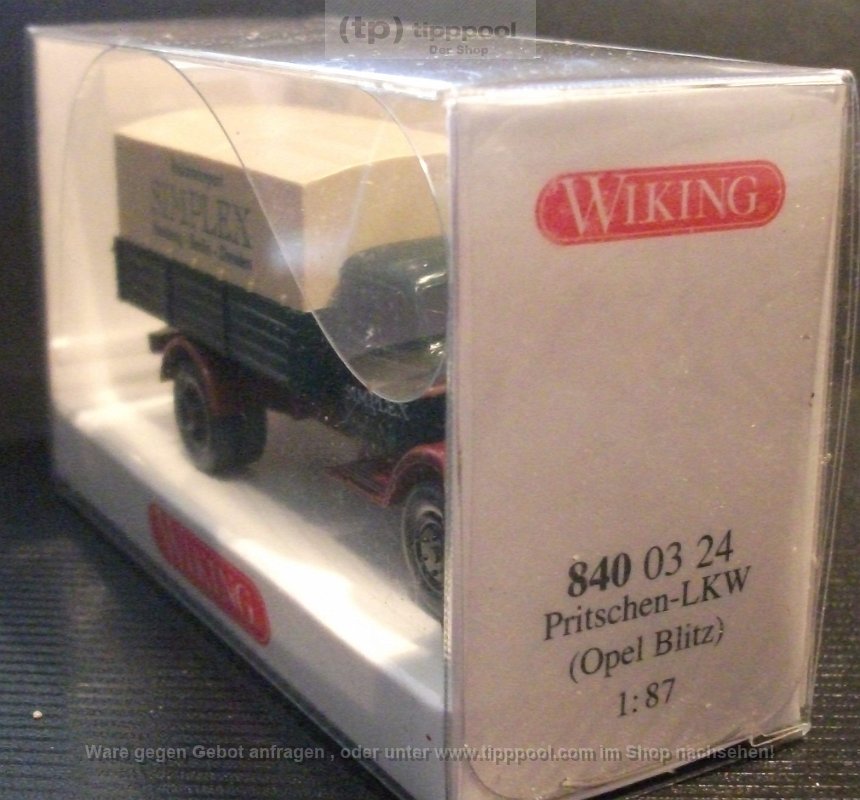 (tp) tipppool
Der Shop
WIKING
SIMPLEX
SIMPLEX
WIKING
840 03 24
Pritschen-LKW
(Opel Blitz)
1:87
Ware gegen Gebot anfragen , oder unter www.tipppool.com im Shop nachsehen!